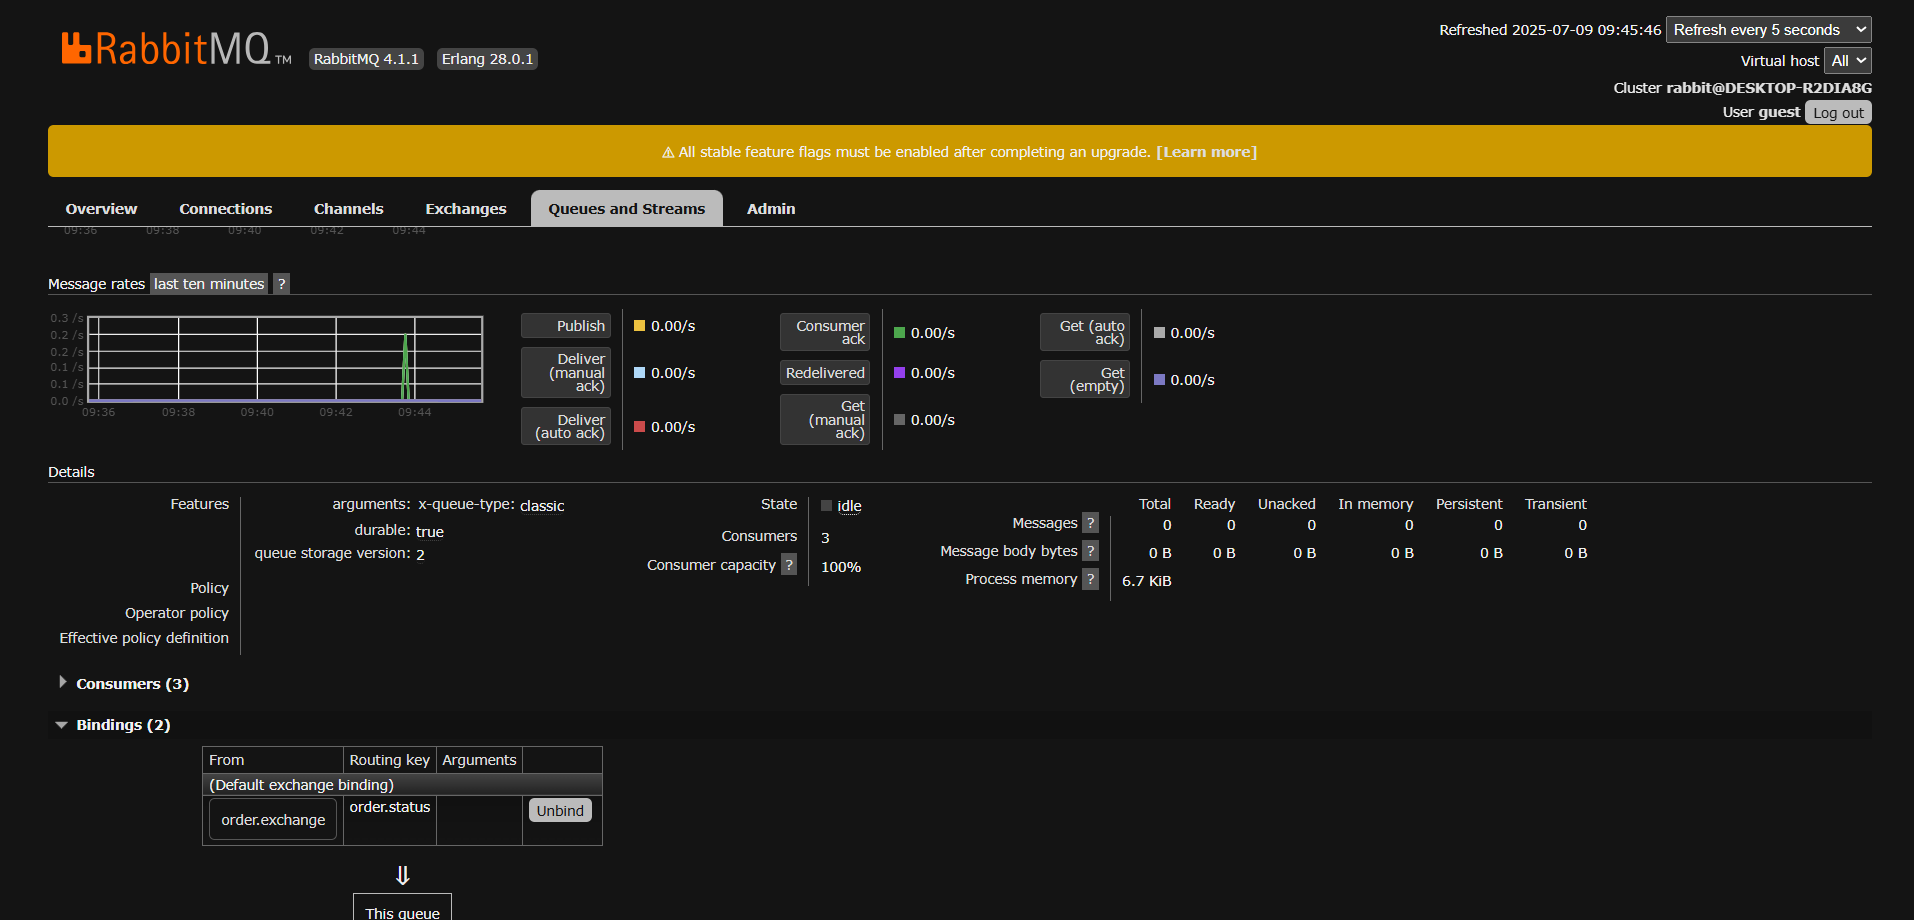 Refreshed 2025-07-09 09:45:46 Refresh every 5 seconds
RabbitMQ TM RabbitMQ 4.1.1 Erlang 28.0.1
Virtual host All
Cluster rabbit@DESKTOP-R2DIA8G
User guest Log out
⚠ All stable feature flags must be enabled after completing an upgrade. [Learn more]
Overview Connections Channels Exchanges Queues and Streams Admin
09:36 09:38 09:40 09:42 09:44
Message rates last ten minutes ?
0.3 /s
0.2 /s
0.2 /s
0.1 /s
0.1 /s
0.0 /s
09:36 09:38 09:40 09:42 09:44
Publish 0.00/s
Deliver
(manual 0.00/s
ack)
Deliver
(auto ack) 0.00/s
Consumer
ack 0.00/s
Redelivered 0.00/s
Get
(manual 0.00/s
ack)
Get (auto
ack) 0.00/s
Get
(empty) 0.00/s
Details
Features arguments: x-queue-type: classic
durable: true
queue storage version: 2
Policy
Operator policy
Effective policy definition
State idle
Consumers 3
Consumer capacity ? 100%
Total Ready Unacked In memory Persistent Transient
Messages ? 0 0 0 0 0 0
Message body bytes ? 0 B 0 B 0 B 0 B 0 B 0 B
Process memory ? 6.7 KiB
Consumers (3)
Bindings (2)
From Routing key Arguments
(Default exchange binding)
order.exchange order.status Unbind
⇓
This queue